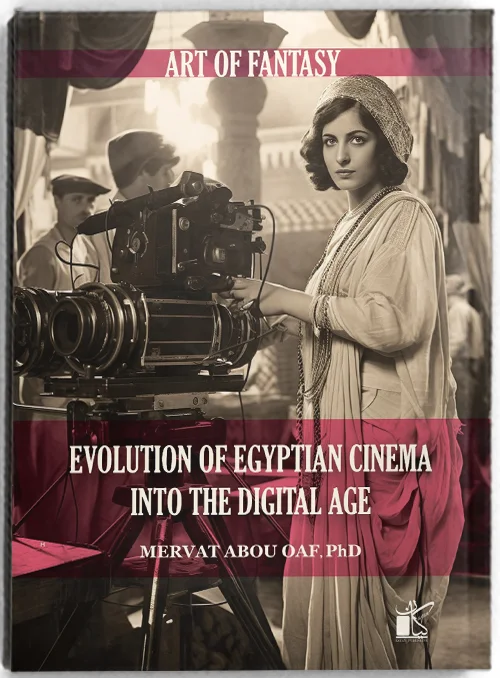 ART OF FANTASY
EVOLUTION OF EGYPTIAN CINEMA
INTO THE DIGITAL AGE
MERVAT ABOU OAF, PhD